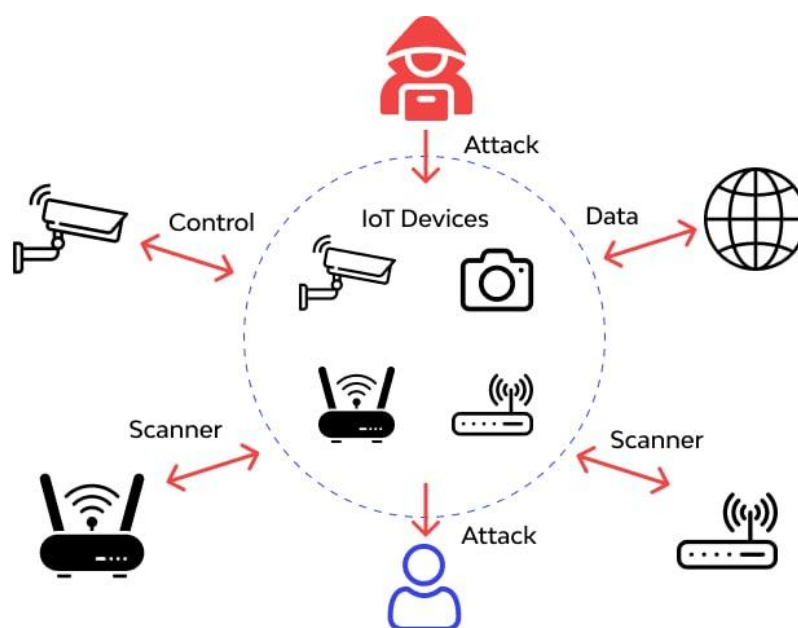 Attack
Control
IoT Devices
Data
Scanner
Scanner
Attack